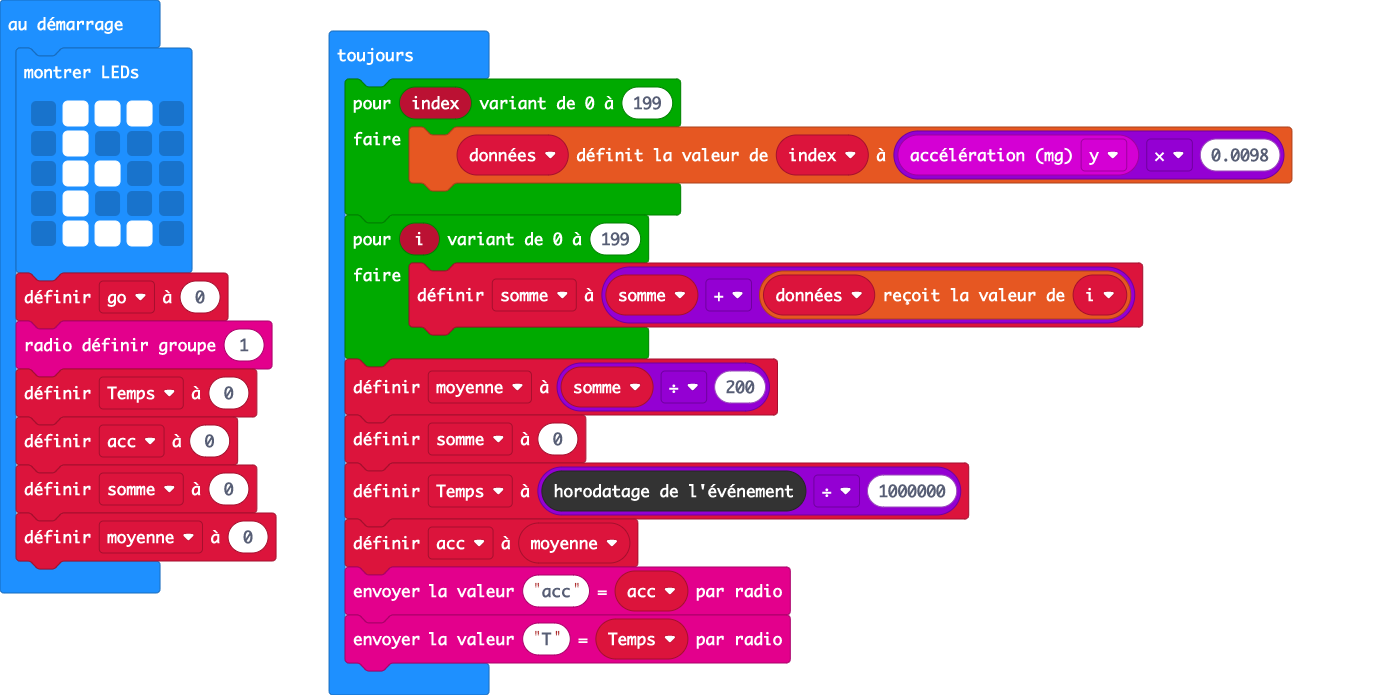 au démarrage
montrer LEDs
définir go à 0
radio définir groupe 1
définir Temps à 0
définir acc à 0
définir somme à 0
définir moyenne à 0
toujours
pour index variant de 0 à 199
faire
données définit la valeur de index à accélération (mg) y × 0.0098
pour i variant de 0 à 199
faire
définir somme à somme + données reçoit la valeur de i
définir moyenne à somme ÷ 200
définir somme à 0
définir Temps à horodatage de l'événement ÷ 1000000
définir acc à moyenne
envoyer la valeur "acc" = acc par radio
envoyer la valeur "T" = Temps par radio